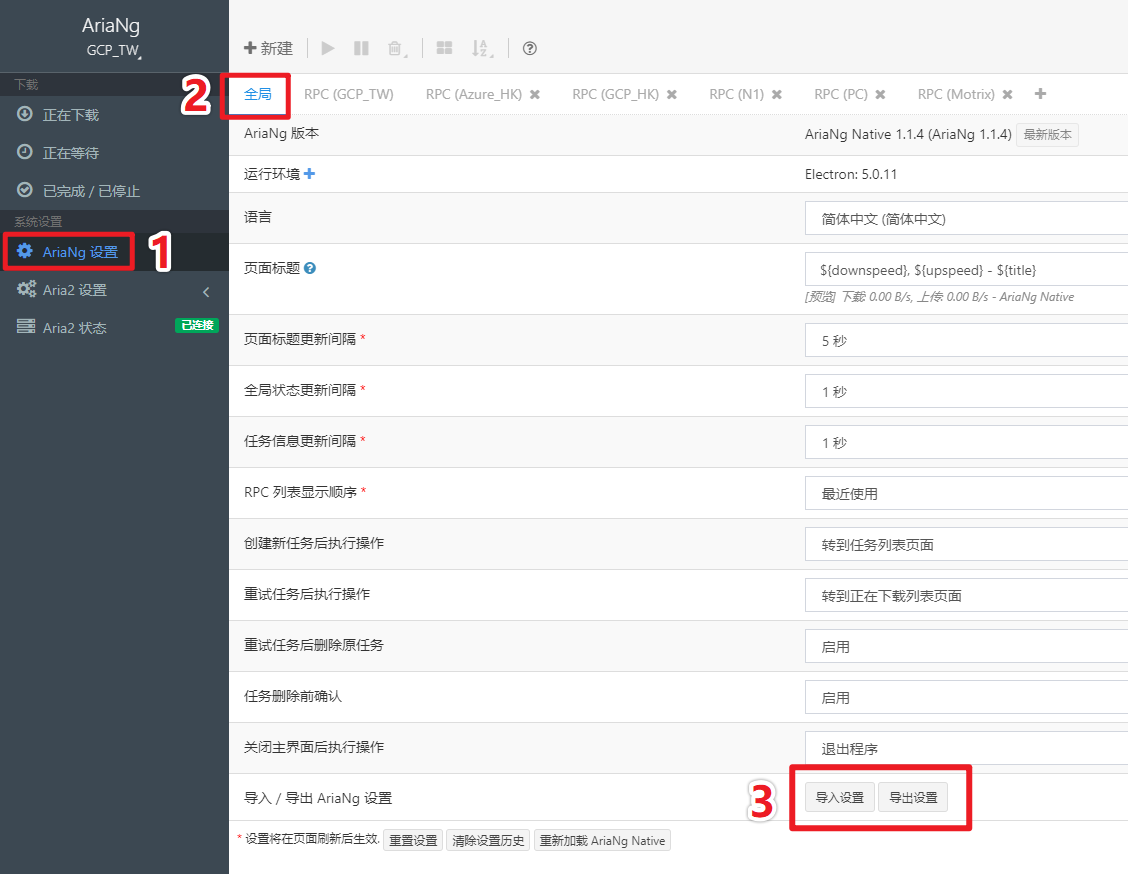 AriaNg
GCP_TW
下载
正在下载
正在等待
已完成 / 已停止
系统设置
AriaNg 设置
1
Aria2 设置
Aria2 状态
已连接
新建
2
全局
RPC (GCP_TW)
RPC (Azure_HK)
RPC (GCP_HK)
RPC (N1)
RPC (PC)
RPC (Motrix)
AriaNg 版本
AriaNg Native 1.1.4 (AriaNg 1.1.4)
最新版本
运行环境
Electron: 5.0.11
语言
简体中文 (简体中文)
页面标题
${downspeed}, ${upspeed} - ${title}
[预览] 下载: 0.00 B/s, 上传: 0.00 B/s - AriaNg Native
页面标题更新间隔 *
5 秒
全局状态更新间隔 *
1 秒
任务信息更新间隔 *
1 秒
RPC 列表显示顺序 *
最近使用
创建新任务后执行操作
转到任务列表页面
重试任务后执行操作
转到正在下载列表页面
重试任务后删除原任务
启用
任务删除前确认
启用
关闭主界面后执行操作
退出程序
导入 / 导出 AriaNg 设置
3
导入设置
导出设置
* 设置将在页面刷新后生效.
重置设置
清除设置历史
重新加载 AriaNg Native